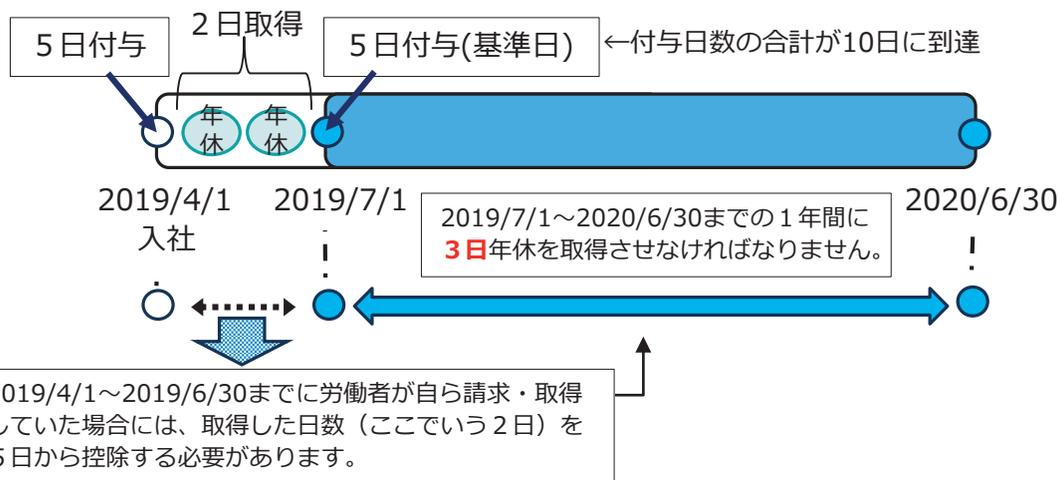 ２日取得
５日付与
５日付与(基準日)
←付与日数の合計が10日に到達
年休
年休
2019/4/1
入社
2019/7/1
2020/6/30
2019/7/1～2020/6/30までの１年間に
３日年休を取得させなければなりません。
019/4/1～2019/6/30までに労働者が自ら請求・取得
していた場合には、取得した日数（ここでいう２日）を
５日から控除する必要があります。